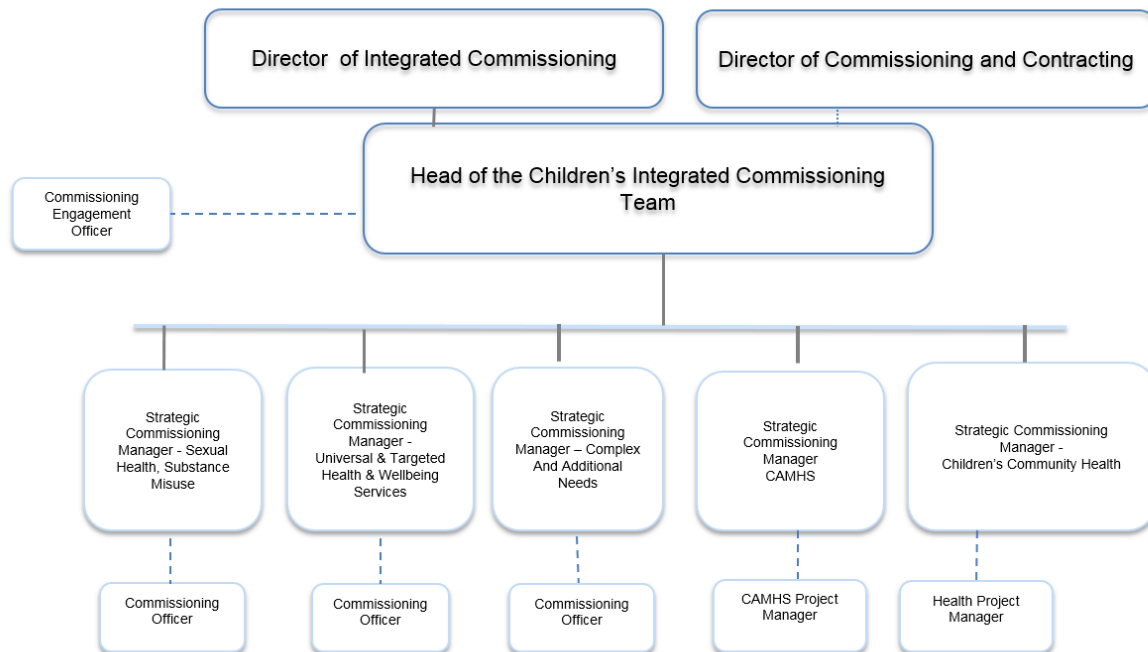 Director of Integrated Commissioning
Director of Commissioning and Contracting
Head of the Children’s Integrated Commissioning
Team
Commissioning
Engagement
Officer
Strategic
Commissioning
Manager - Sexual
Health, Substance
Misuse
Strategic
Commissioning
Manager -
Universal & Targeted
Health & Wellbeing
Services
Strategic
Commissioning
Manager – Complex
And Additional
Needs
Strategic
Commissioning
Manager
CAMHS
Strategic Commissioning
Manager -
Children’s Community Health
Commissioning
Officer
Commissioning
Officer
Commissioning
Officer
CAMHS Project
Manager
Health Project
Manager